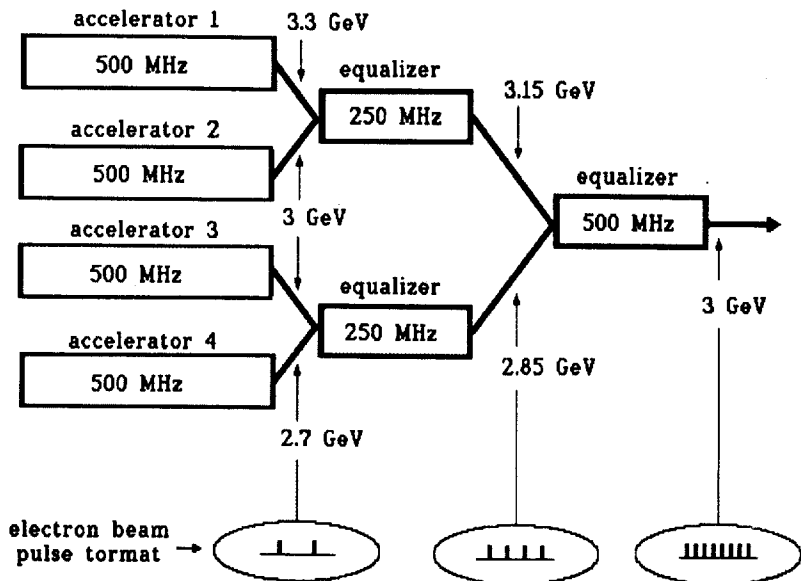 accelerator 1
500 MHz
3.3 GeV
equalizer
250 MHz
3.15 GeV
accelerator 2
500 MHz
equalizer
500 MHz
3 GeV
accelerator 3
500 MHz
equalizer
250 MHz
3 GeV
accelerator 4
500 MHz
2.85 GeV
2.7 GeV
electron beam
pulse tormat